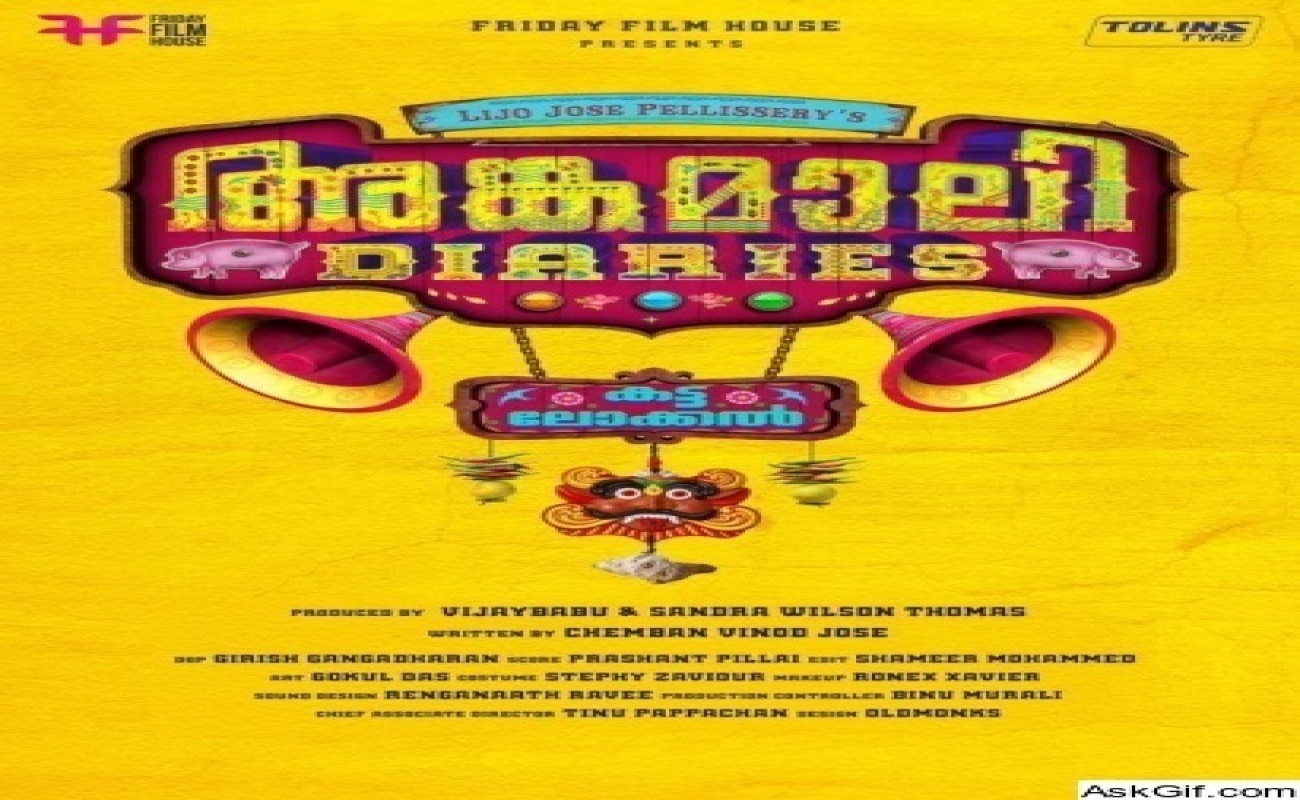 FRIDAY
FILM
HOUSE
FRIDAY FILM HOUSE
PRESENTS
TOLINS
TYRE
LIJO JOSE PELLISSERY'S
അങ്കമാലി
DIARIES
കട്ട
ലോക്കൽ
PRODUCED BY VIJAYBABU & SANDRA WILSON THOMAS
WRITTEN BY CHEMBAN VINOD JOSE
DOP GIRISH GANGADHARAN SCORE PRASHANT PILLAI EDIT SHAMEER MOHAMMED
ART GOKUL DAS COSTUME STEPHY ZAVIOUR MAKEUP RONEX XAVIER
SOUND DESIGN RENGANAATH RAVEE PRODUCTION CONTROLLER BINU MURALI
CHIEF ASSOCIATE DIRECTOR TINU PAPPACHAN DESIGN OLDMONKS
AskGif.com